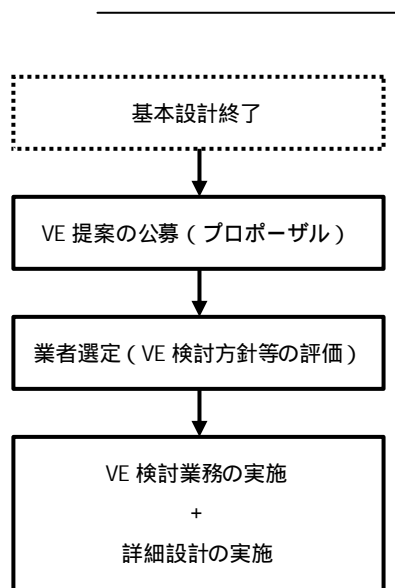 基本設計終了
VE 提案の公募（プロポーザル）
業者選定（VE 検討方針等の評価）
VE 検討業務の実施
+
詳細設計の実施